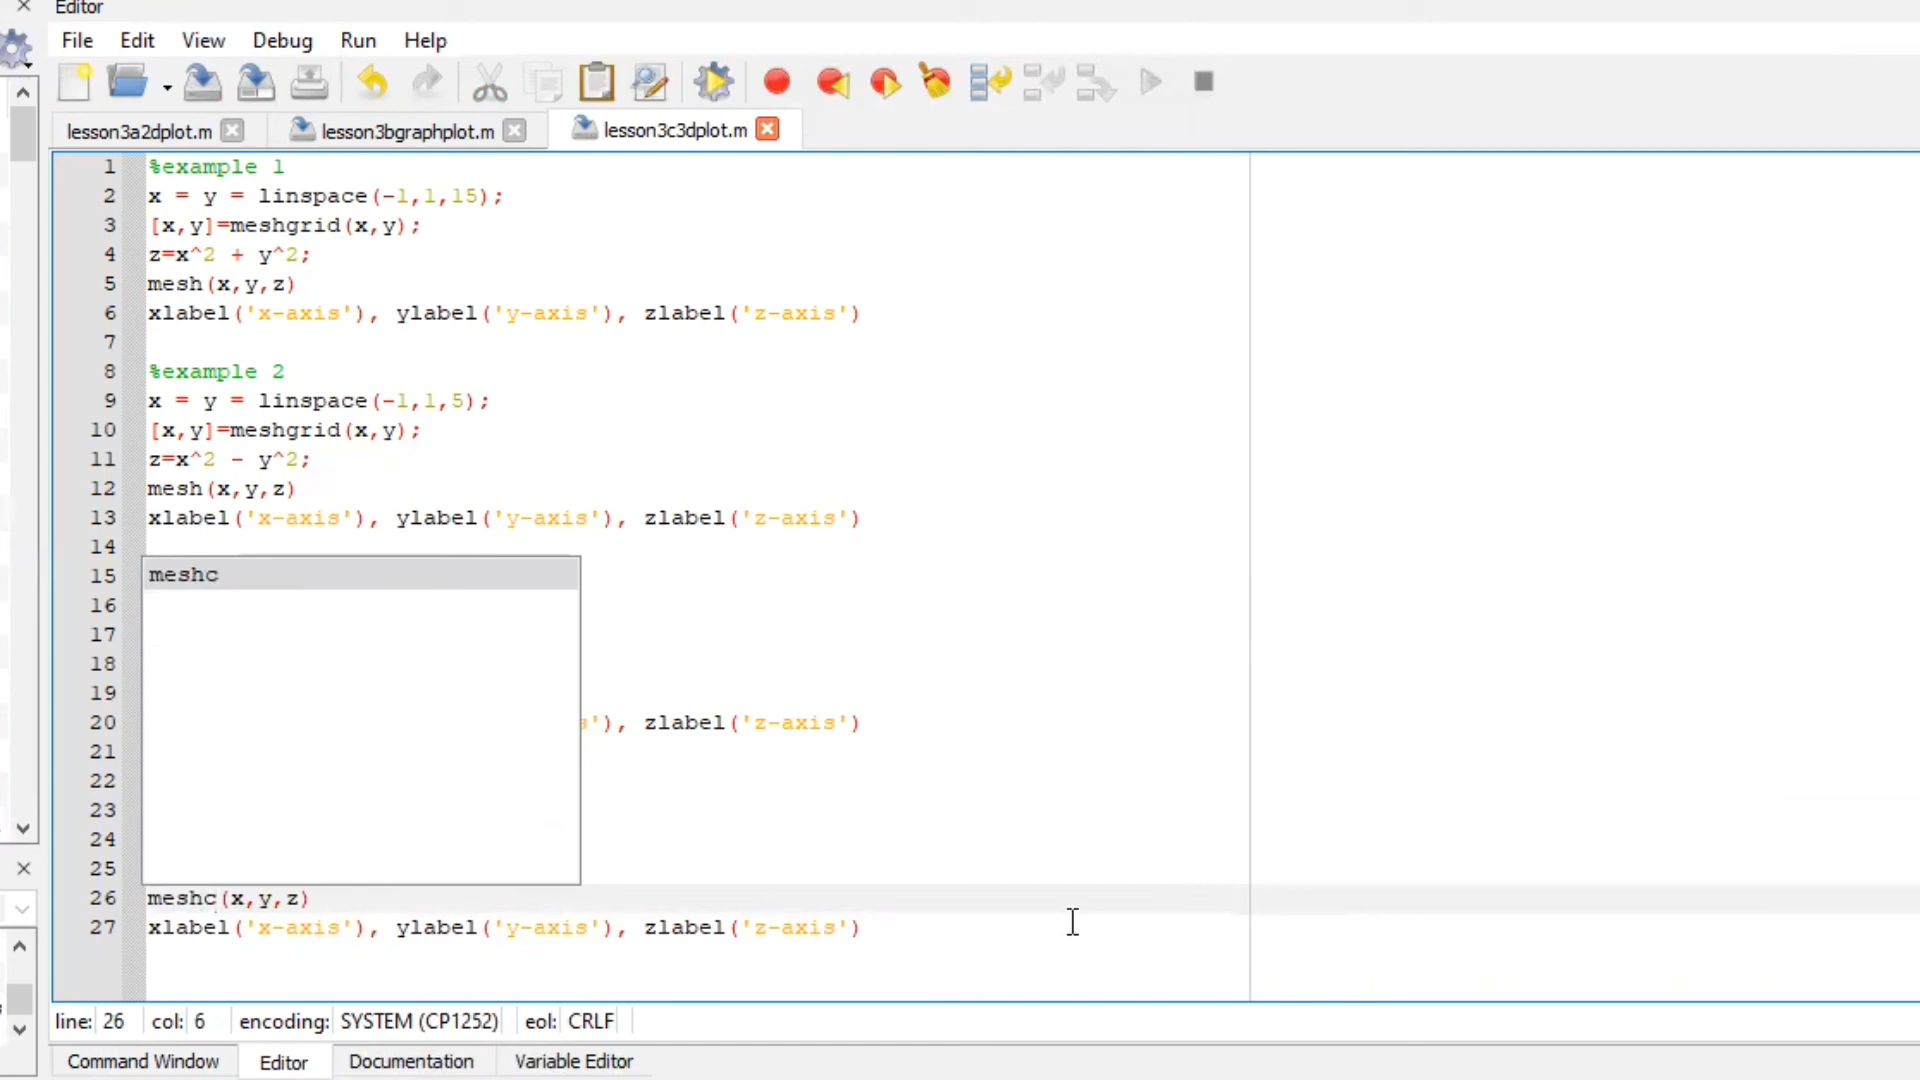 Editor
File Edit View Debug Run Help
lesson3a2dplot.m lesson3bgraphplot.m lesson3c3dplot.m
1 %example 1
2 x = y = linspace(-1,1,15);
3 [x,y]=meshgrid(x,y);
4 z=x^2 + y^2;
5 mesh(x,y,z)
6 xlabel('x-axis'), ylabel('y-axis'), zlabel('z-axis')
7
8 %example 2
9 x = y = linspace(-1,1,5);
10 [x,y]=meshgrid(x,y);
11 z=x^2 - y^2;
12 mesh(x,y,z)
13 xlabel('x-axis'), ylabel('y-axis'), zlabel('z-axis')
14
15 meshc
16
17
18
19
20 '), zlabel('z-axis')
21
22
23
24
25
26 meshc(x,y,z)
27 xlabel('x-axis'), ylabel('y-axis'), zlabel('z-axis')
line: 26 col: 6 encoding: SYSTEM (CP1252) eol: CRLF
Command Window Editor Documentation Variable Editor